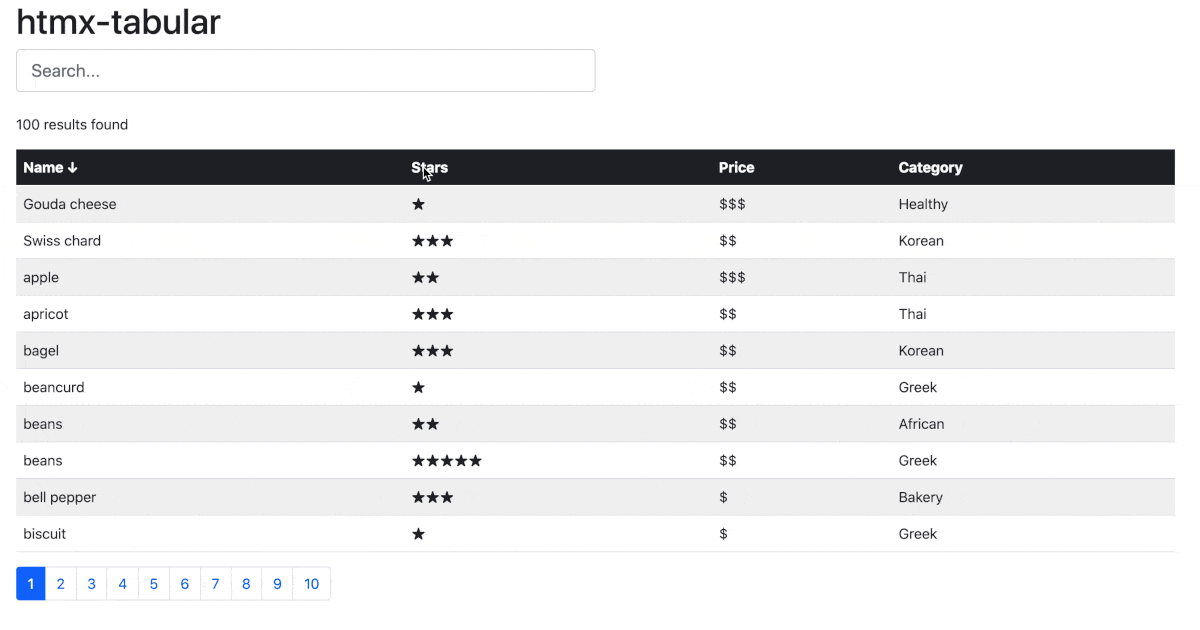 htmx-tabular
Search...
100 results found
Name ↓ Stars Price Category
Gouda cheese ★ $$$ Healthy
Swiss chard ★★★ $$ Korean
apple ★★ $$$ Thai
apricot ★★★ $$ Thai
bagel ★★★ $$ Korean
beancurd ★ $$ Greek
beans ★★ $$ African
beans ★★★★★ $$ Greek
bell pepper ★★★ $ Bakery
biscuit ★ $ Greek
1 2 3 4 5 6 7 8 9 10